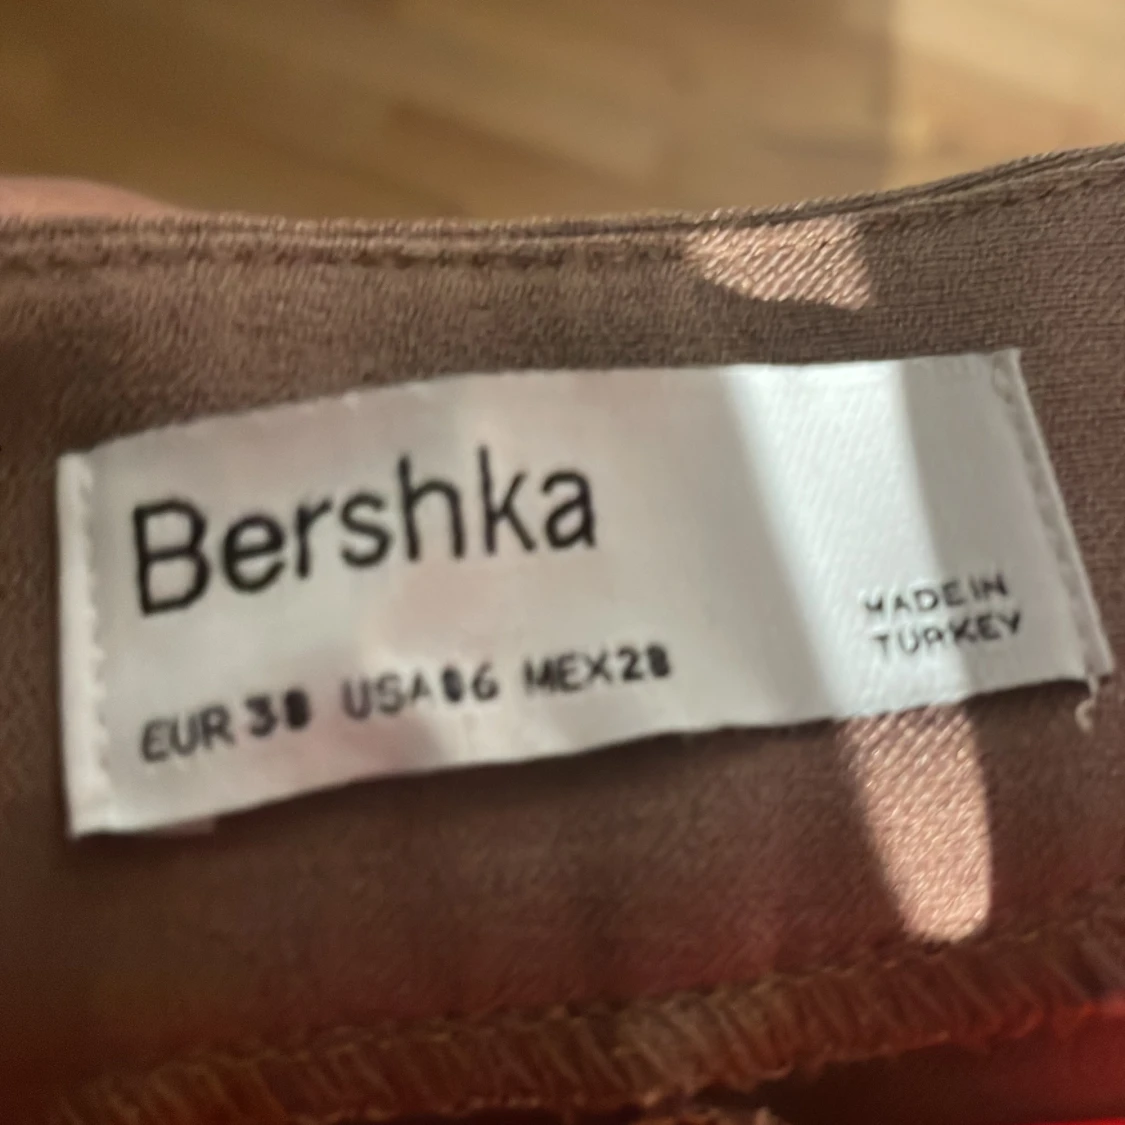 Bershka
EUR 38 USA 06 MEX 28
MADE IN
TURKEY